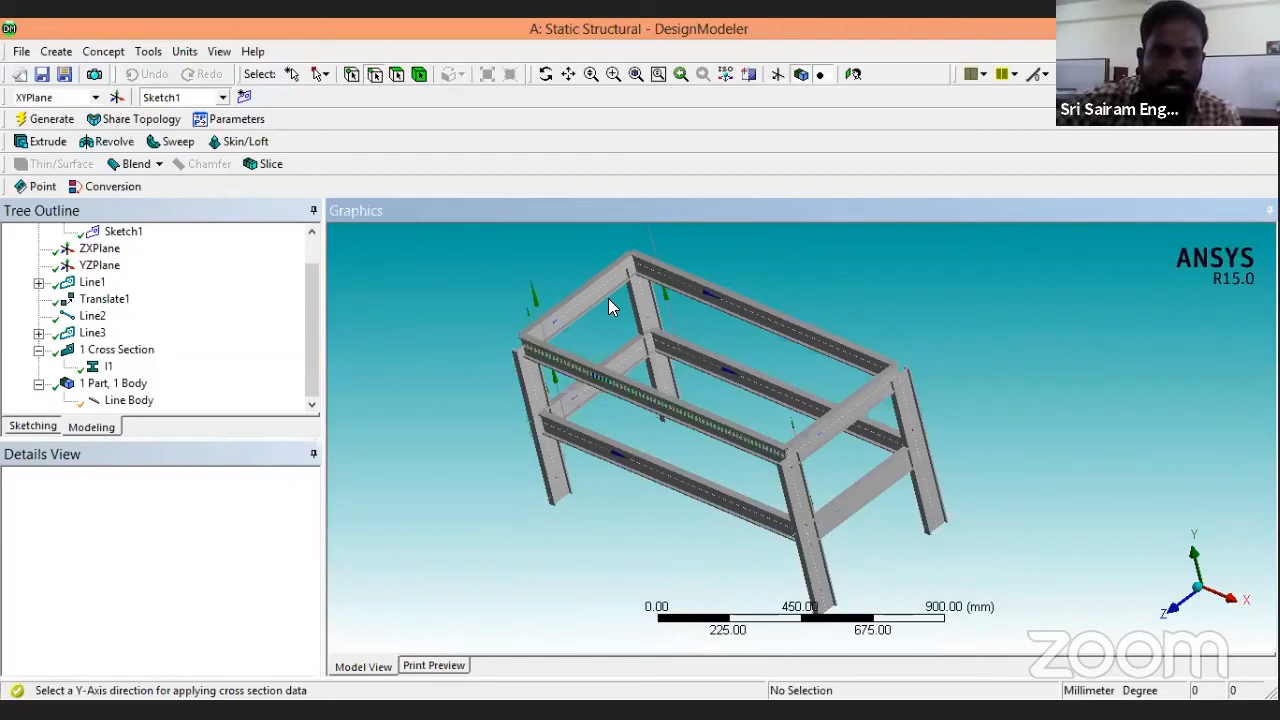 A: Static Structural - DesignModeler
File Create Concept Tools Units View Help
Undo Redo Select:
XYPlane Sketch1
Generate Share Topology Parameters
Extrude Revolve Sweep Skin/Loft
Thin/Surface Blend Chamfer Slice
Point Conversion
Sri Sairam Eng...
Tree Outline
Sketch1
ZXPlane
YZPlane
Line1
Translate1
Line2
Line3
1 Cross Section
I1
1 Part, 1 Body
Line Body
Sketching Modeling
Details View
Graphics
ANSYS
R15.0
Y
X
Z
0.00 450.00 900.00 (mm)
225.00 675.00
zoom
Model View Print Preview
Select a Y-Axis direction for applying cross section data No Selection Millimeter Degree 0 0